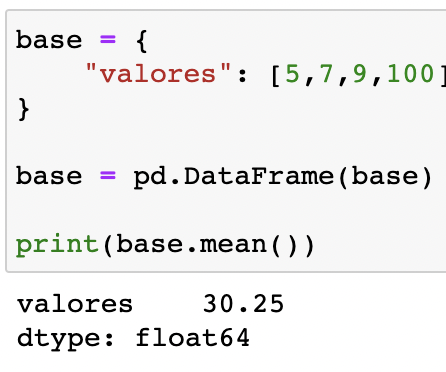 base = {
    "valores": [5,7,9,100]
}
base = pd.DataFrame(base)
print(base.mean())
valores    30.25
dtype: float64